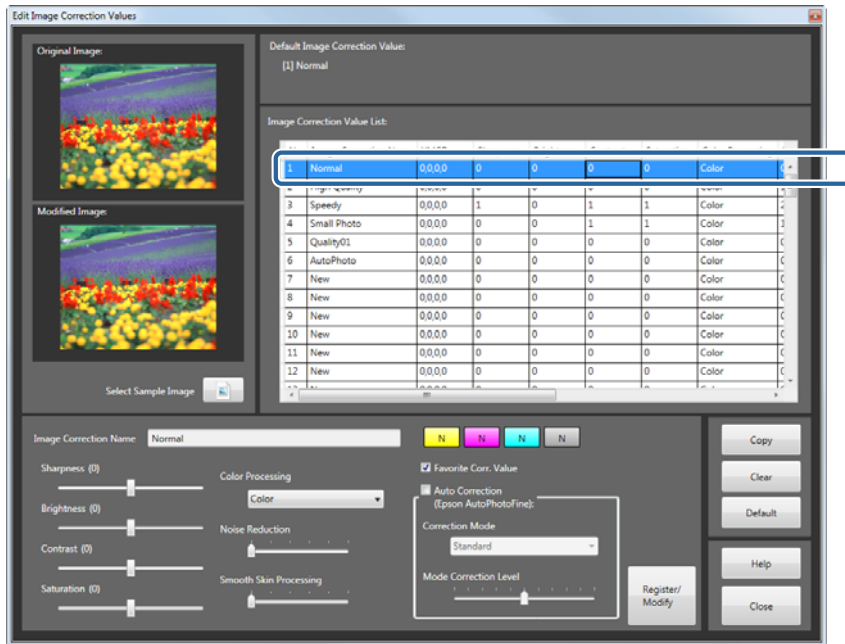 Edit Image Correction Values
Original Image:
Default Image Correction Value:
[1] Normal
Image Correction Value List:
1 Normal 0,0,0,0 0 0 0 0 Color
2 High Quality
3 Speedy 0,0,0,0 1 0 1 1 Color 2
4 Small Photo 0,0,0,0 0 0 1 1 Color 1
5 Quality01 0,0,0,0 0 0 0 0 Color
6 AutoPhoto 0,0,0,0 0 0 0 0 Color
7 New 0,0,0,0 0 0 0 0 Color
8 New 0,0,0,0 0 0 0 0 Color
9 New 0,0,0,0 0 0 0 0 Color
10 New 0,0,0,0 0 0 0 0 Color
11 New 0,0,0,0 0 0 0 0 Color
12 New 0,0,0,0 0 0 0 0 Color
Modified Image:
Select Sample Image
Image Correction Name Normal
N N N N
Sharpness (0)
Brightness (0)
Contrast (0)
Saturation (0)
Color Processing
Color
Noise Reduction
Smooth Skin Processing
Favorite Corr. Value
Auto Correction
(Epson AutoPhotoFine):
Correction Mode
Standard
Mode Correction Level
Register/
Modify
Copy
Clear
Default
Help
Close